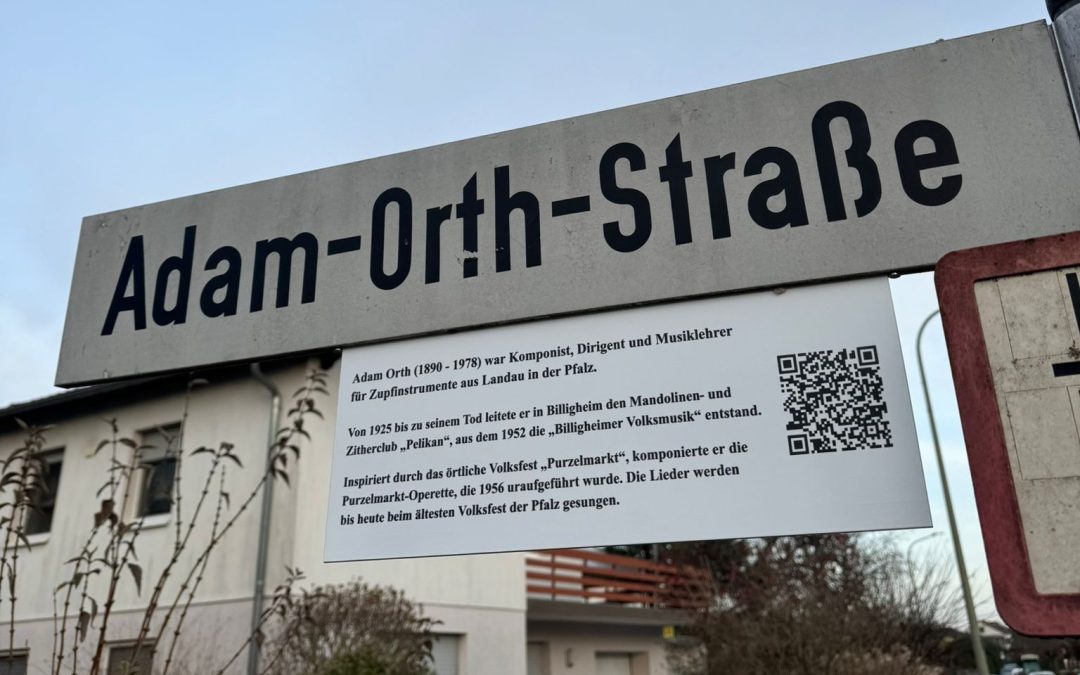 Adam-Orth-Straße
Adam Orth (1890 - 1978) war Komponist, Dirigent und Musiklehrer
für Zupfinstrumente aus Landau in der Pfalz.
Von 1925 bis zu seinem Tod leitete er in Billigheim den Mandolinen- und
Zitherclub „Pelikan“, aus dem 1952 die „Billigheimer Volksmusik“ entstand.
Inspiriert durch das örtliche Volksfest „Purzelmarkt“, komponierte er die
Purzelmarkt-Operette, die 1956 uraufgeführt wurde. Die Lieder werden
bis heute beim ältesten Volksfest der Pfalz gesungen.